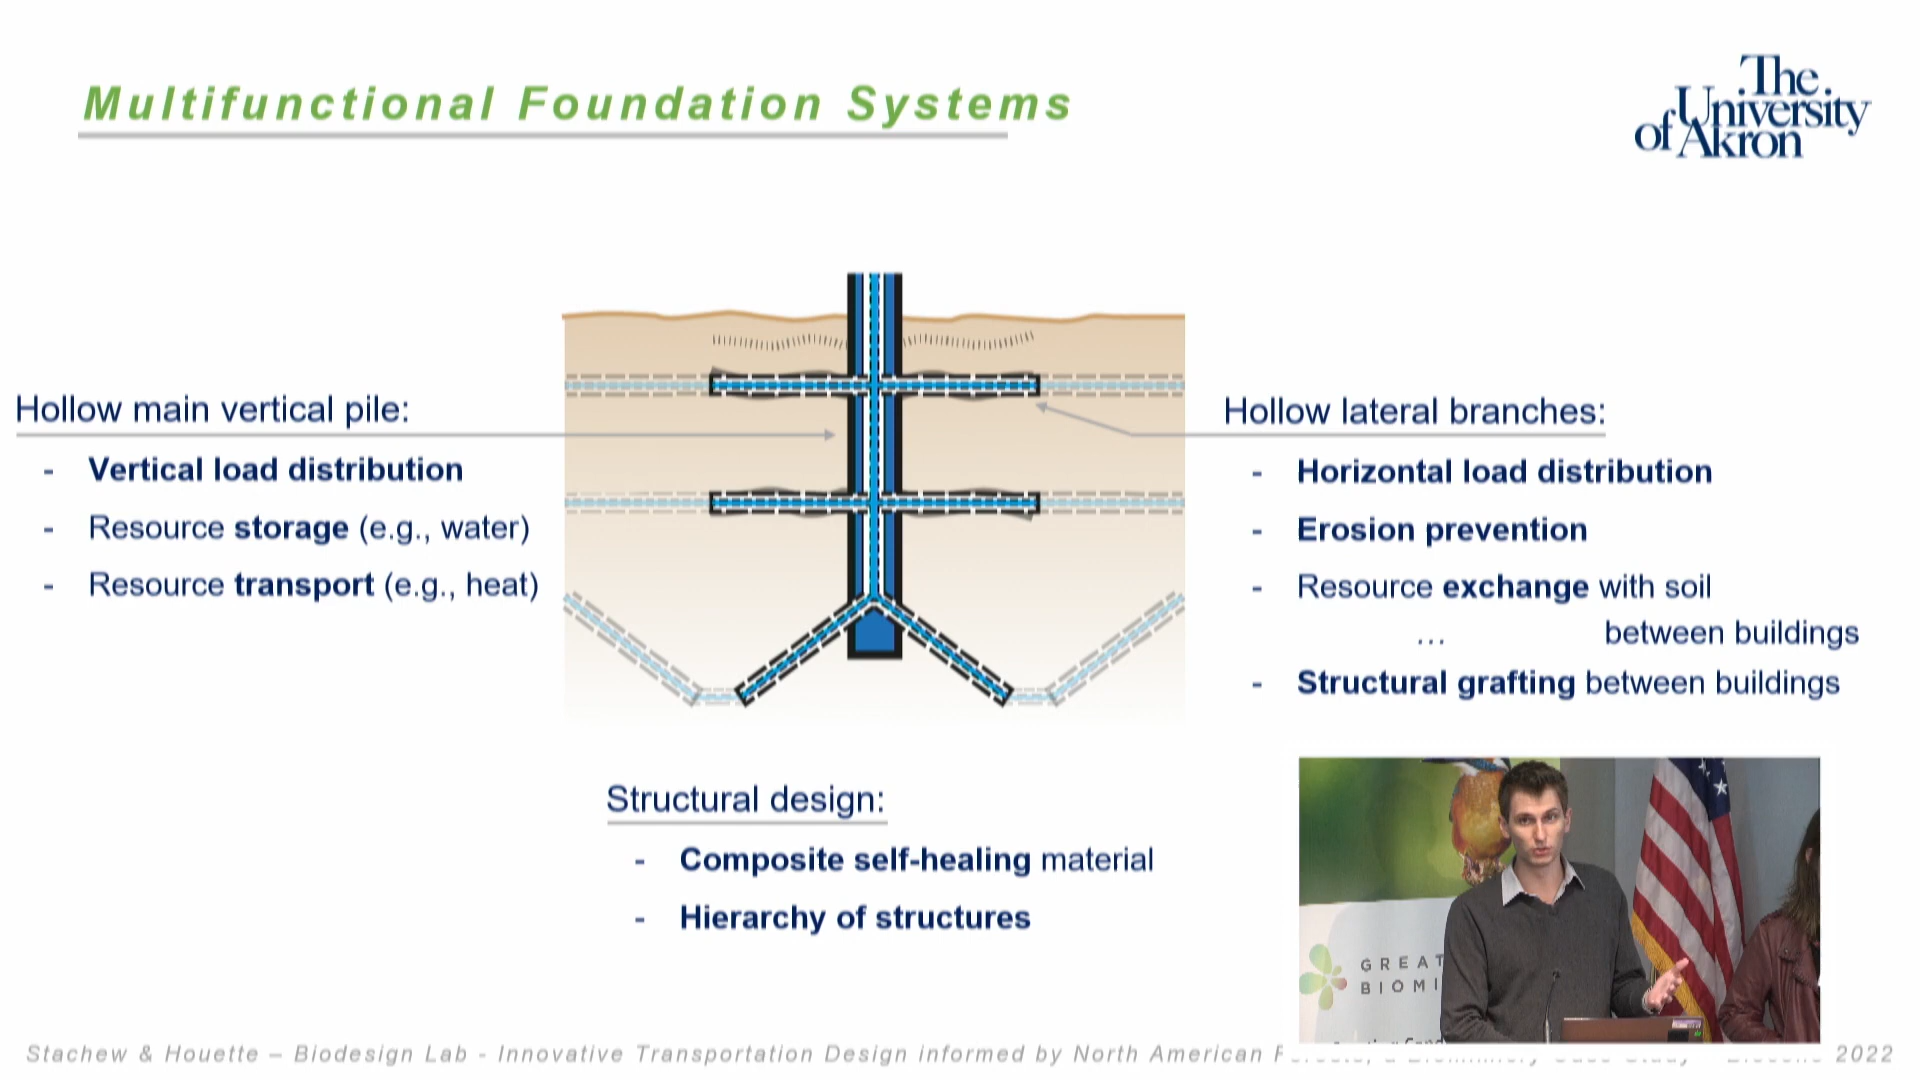 Multifunctional Foundation Systems
The
University
of Akron
Hollow main vertical pile:
- Vertical load distribution
- Resource storage (e.g., water)
- Resource transport (e.g., heat)
Hollow lateral branches:
- Horizontal load distribution
- Erosion prevention
- Resource exchange with soil
... between buildings
- Structural grafting between buildings
Structural design:
- Composite self-healing material
- Hierarchy of structures
GREAT
BIOMI
Stachew & Houette – Biodesign Lab - Innovative Transportation Design informed by North American 2022